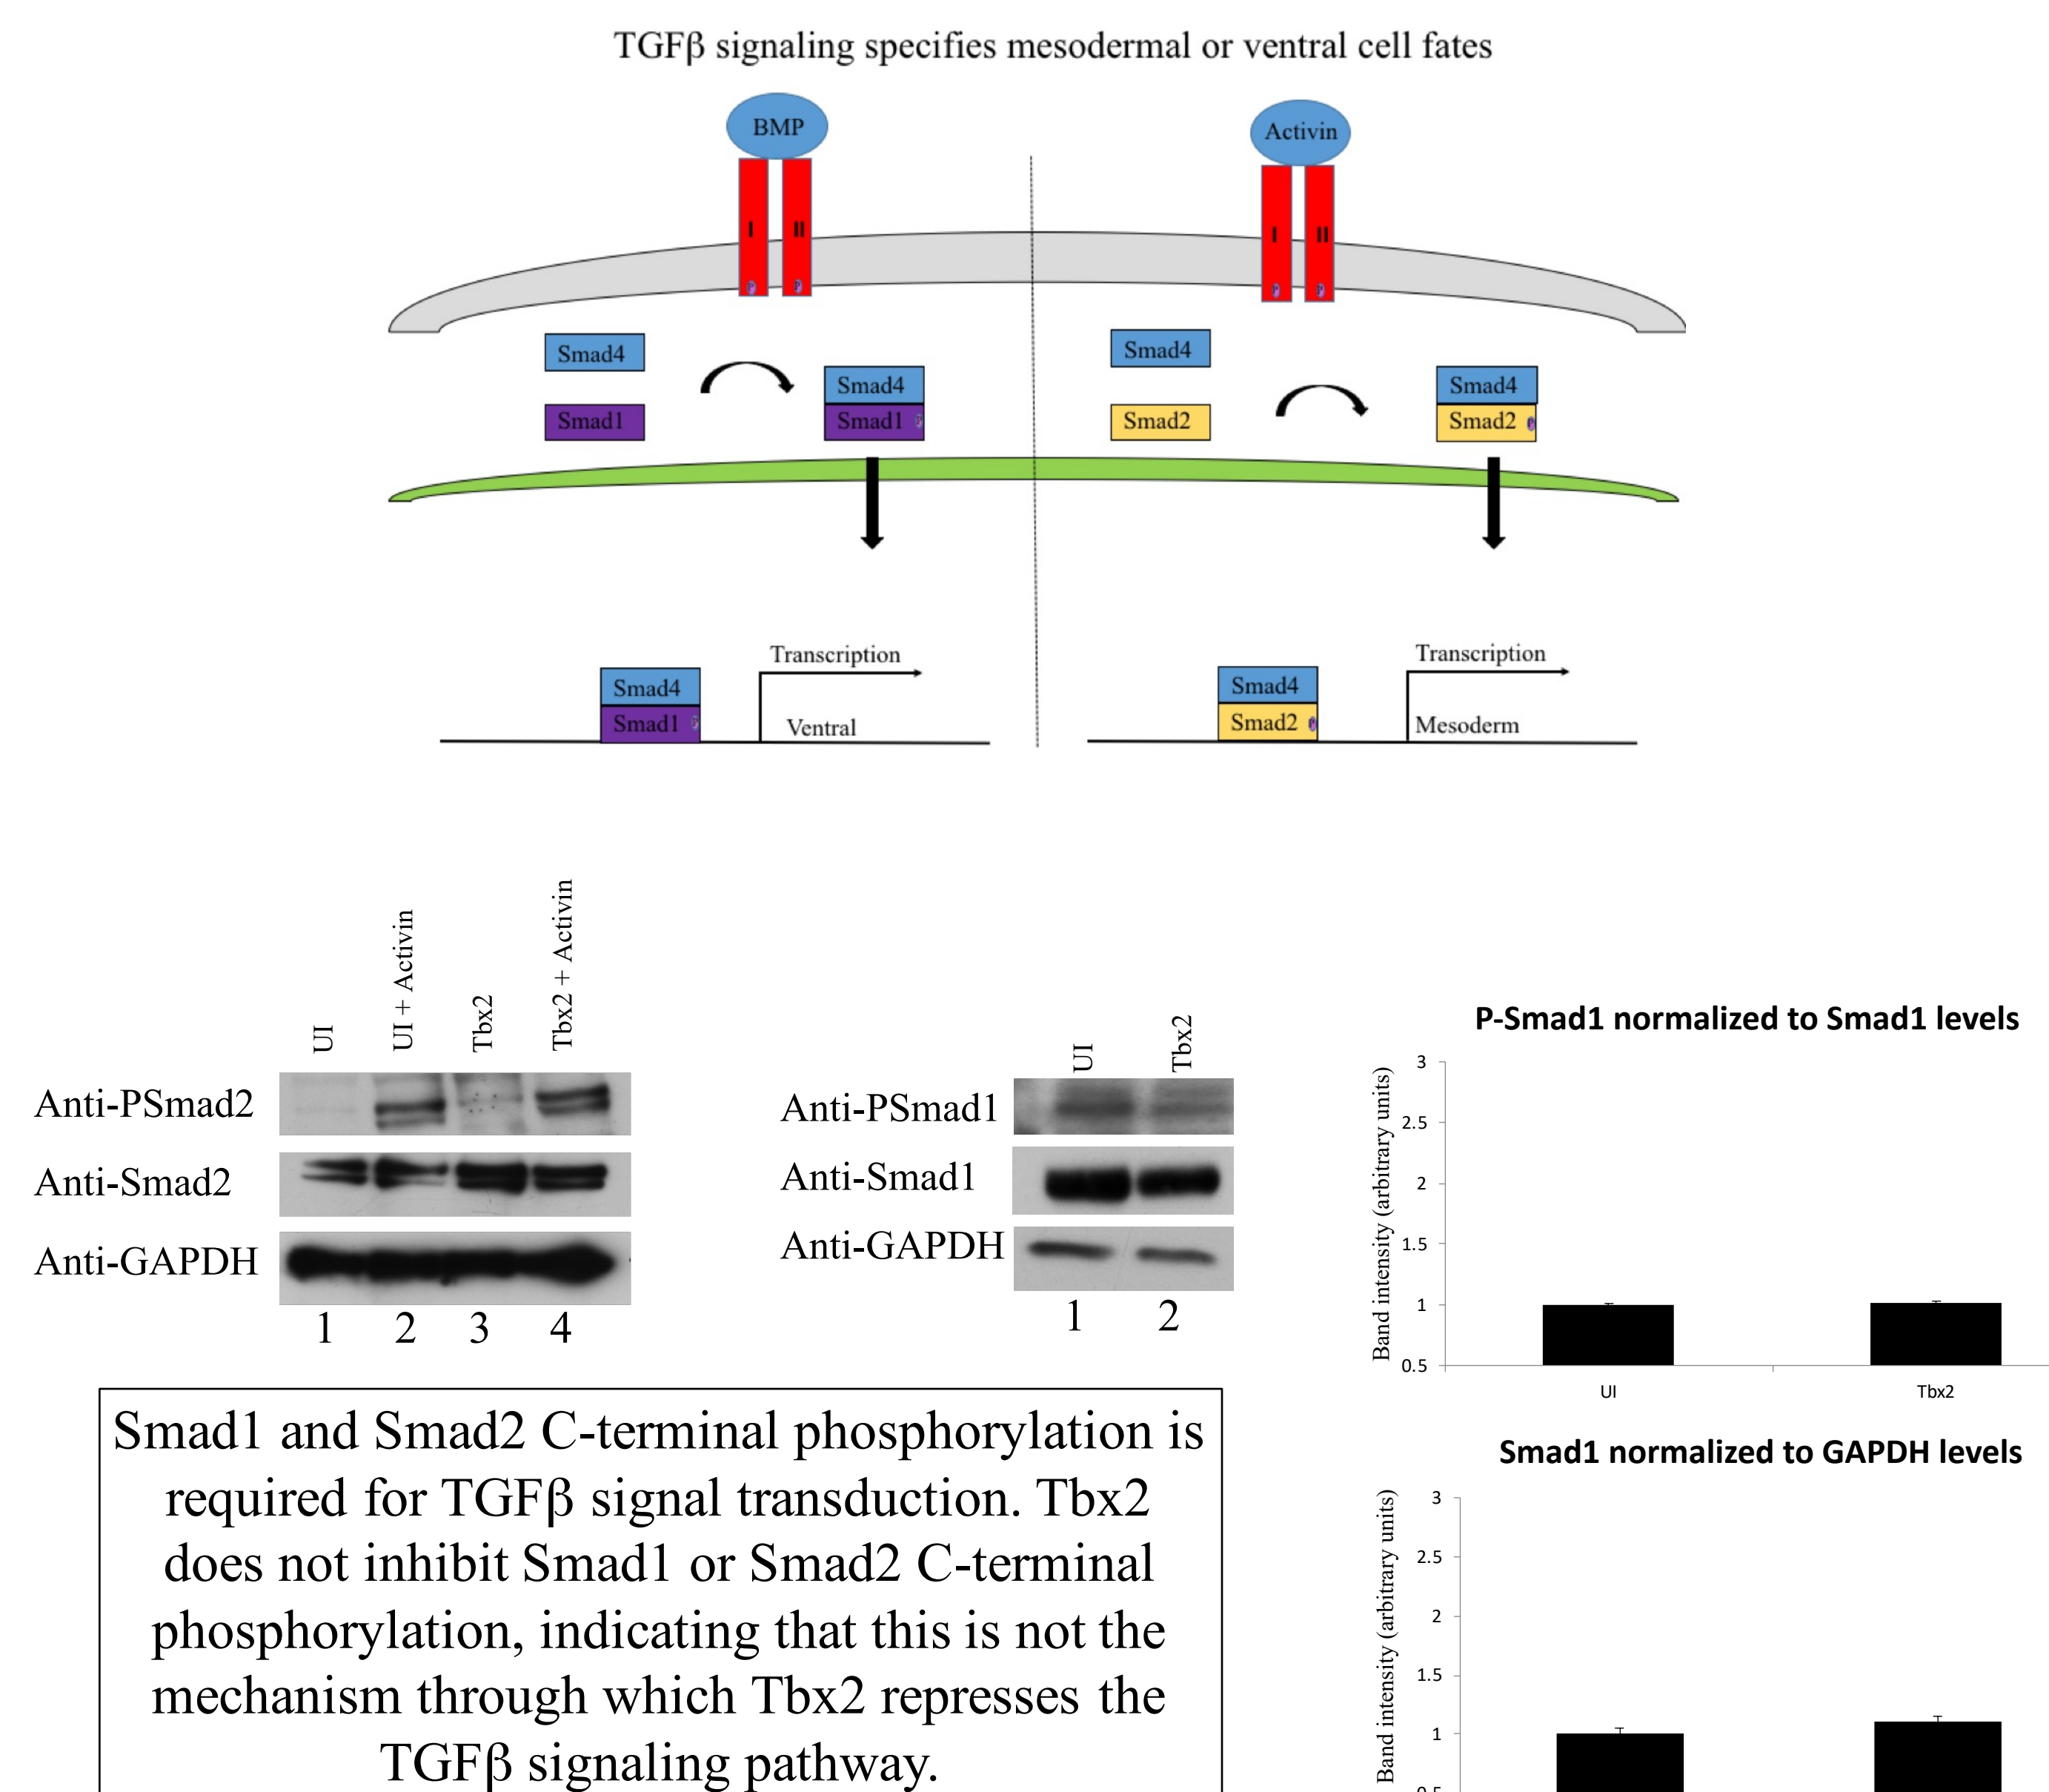 TGFβ signaling specifies mesodermal or ventral cell fates
BMP
Activin
I II
I II
P P
P P
Smad4
Smad1
Smad4
Smad1 P
Smad4
Smad2
Smad4
Smad2 P
Transcription
Smad4
Smad1 P
Ventral
Transcription
Smad4
Smad2 P
Mesoderm
UI
UI + Activin
Tbx2
Tbx2 + Activin
Anti-PSmad2
Anti-Smad2
Anti-GAPDH
1 2 3 4
UI
Tbx2
Anti-PSmad1
Anti-Smad1
Anti-GAPDH
1 2
P-Smad1 normalized to Smad1 levels
Band intensity (arbitrary units)
3
2.5
2
1.5
1
0.5
UI Tbx2
Smad1 and Smad2 C-terminal phosphorylation is
required for TGFβ signal transduction. Tbx2
does not inhibit Smad1 or Smad2 C-terminal
phosphorylation, indicating that this is not the
mechanism through which Tbx2 represses the
TGFβ signaling pathway.
Smad1 normalized to GAPDH levels
Band intensity (arbitrary units)
3
2.5
2
1.5
1
0.5